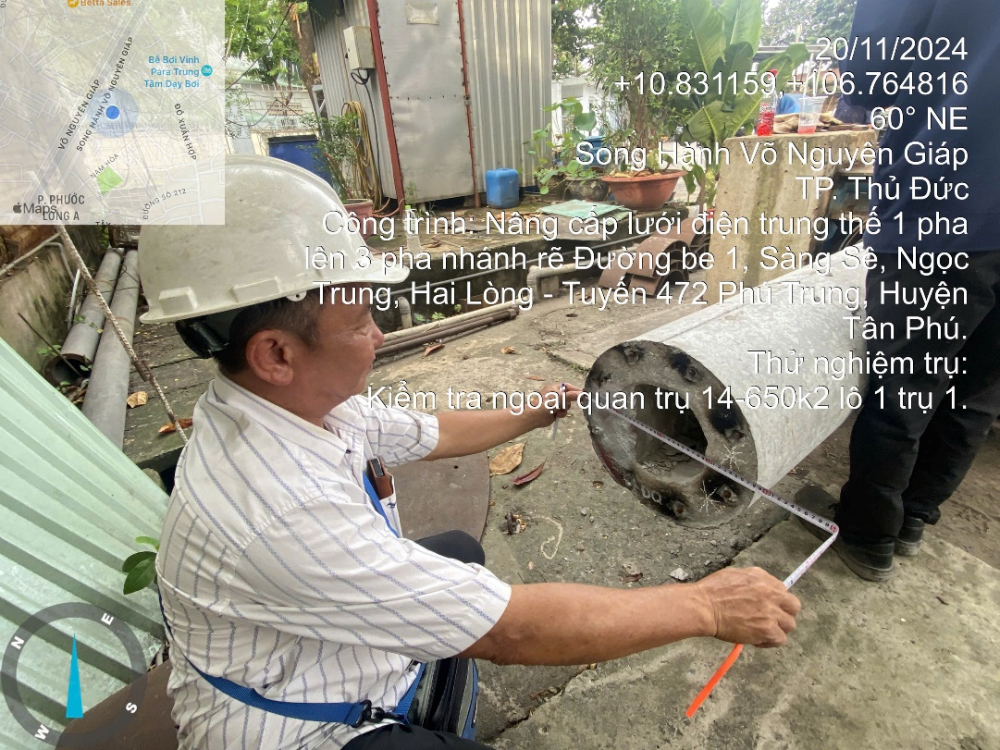 Betta Sales
Bể Bơi Vinh
Para Trung
Tâm Dạy Bơi
VÕ NGUYÊN GIÁP
SONG HÀNH VÕ NGUYÊN GIÁP
ĐỖ XUÂN HỢP
NAM HÒA
ĐƯỜNG SỐ 212
P. PHƯỚC
LONG A
Maps
TÂY
20/11/2024
+10.831159,+106.764816
60° NE
Song Hành Võ Nguyên Giáp
TP. Thủ Đức
Công trình: Nâng cấp lưới điện trung thế 1 pha
lên 3 pha nhánh rẽ Đường be 1, Sàng Sê, Ngọc
Trung, Hai Lòng - Tuyến 472 Phú Trung, Huyện
Tân Phú.
Thử nghiệm trụ:
Kiểm tra ngoại quan trụ 14-650k2 lô 1 trụ 1.
N
E
S
W